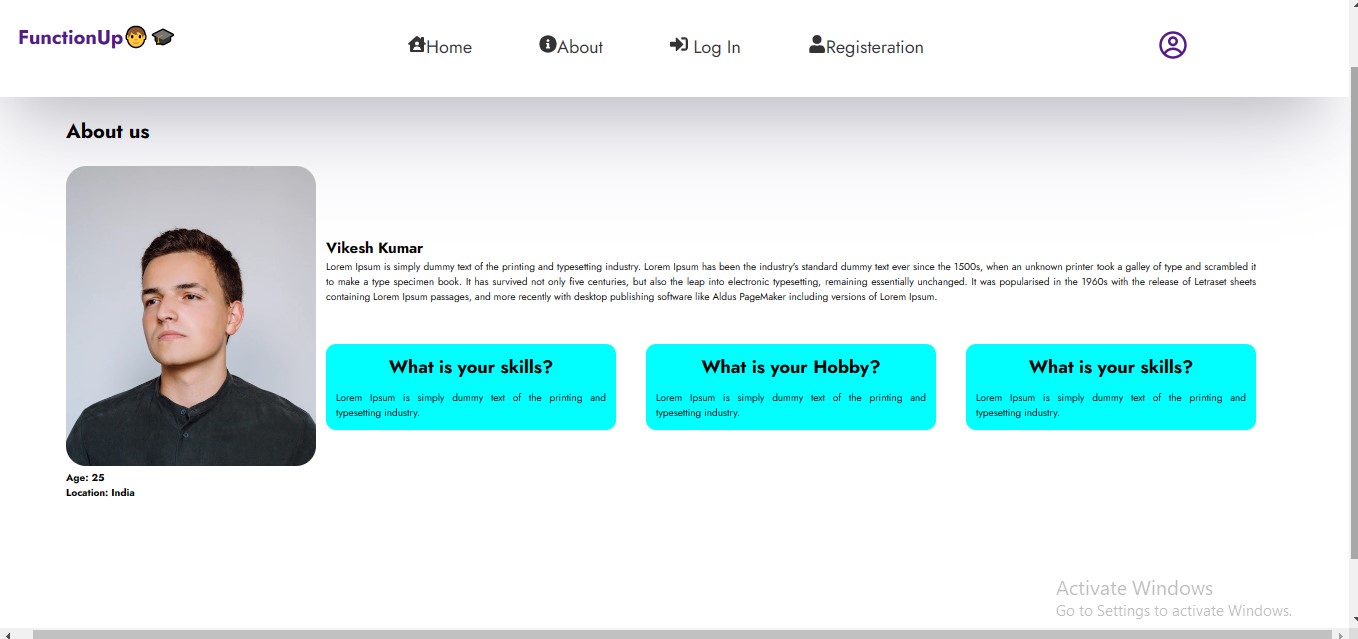 FunctionUp🧑🎓
Home About Log In Registeration
About us
Vikesh Kumar
Lorem Ipsum is simply dummy text of the printing and typesetting industry. Lorem Ipsum has been the industry's standard dummy text ever since the 1500s, when an unknown printer took a galley of type and scrambled it
to make a type specimen book. It has survived not only five centuries, but also the leap into electronic typesetting, remaining essentially unchanged. It was popularised in the 1960s with the release of Letraset sheets
containing Lorem Ipsum passages, and more recently with desktop publishing software like Aldus PageMaker including versions of Lorem Ipsum.
What is your skills?
Lorem Ipsum is simply dummy text of the printing and
typesetting industry.
What is your Hobby?
Lorem Ipsum is simply dummy text of the printing and
typesetting industry.
What is your skills?
Lorem Ipsum is simply dummy text of the printing and
typesetting industry.
Age: 25
Location: India
Activate Windows
Go to Settings to activate Windows.